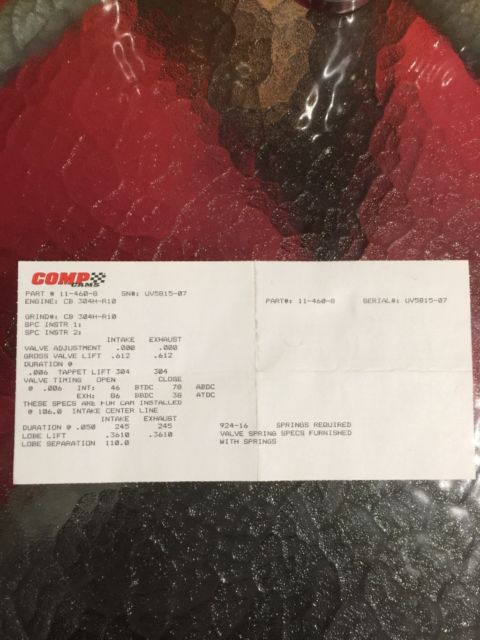 COMP
CAMS
PART # 11-460-8 SN#: UV5815-07
ENGINE: CB 304H-R10
GRIND#: CB 304H-R10
SPC INSTR 1:
SPC INSTR 2:
INTAKE EXHAUST
VALVE ADJUSTMENT .000 .000
GROSS VALVE LIFT .612 .612
DURATION @
.006 TAPPET LIFT 304 304
VALVE TIMING OPEN CLOSE
@ .006 INT: 46 BTDC 78 ABDC
EXH: 86 BBDC 38 ATDC
THESE SPECS ARE FOR CAM INSTALLED
@ 106.0 INTAKE CENTER LINE
INTAKE EXHAUST
DURATION @ .050 245 245
LOBE LIFT .3610 .3610
LOBE SEPARATION 110.0
PART#: 11-460-8 SERIAL#: UV5815-07
924-16 SPRINGS REQUIRED
VALVE SPRING SPECS FURNISHED
WITH SPRINGS